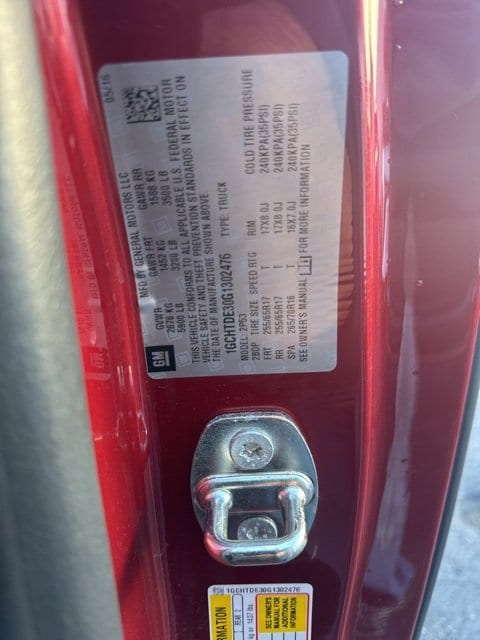 05/16
MFD BY GENERAL MOTORS LLC
GVWR GAWR FRT GAWR RR
2676 KG 1452 KG 1588 KG
5900 LB 3200 LB 3500 LB
THIS VEHICLE CONFORMS TO ALL APPLICABLE U.S. FEDERAL MOTOR
VEHICLE SAFETY AND THEFT PREVENTION STANDARDS IN EFFECT ON
THE DATE OF MANUFACTURE SHOWN ABOVE
1GCHTDE30G1302476 TYPE: TRUCK
MODEL: 2P53
2BDP TIRE SIZE SPEED RTG RIM COLD TIRE PRESSURE
FRT 255/65R17 T 17X8.0J 240KPA(35PSI)
RR 255/65R17 T 17X8.0J 240KPA(35PSI)
SPA 265/70R16 T 16X7.0J 240KPA(35PSI)
SEE OWNER'S MANUAL FOR MORE INFORMATION
GM
1GCHTDE30G1302476
REAR 2
SEE OWNER'S
MANUAL FOR
ADDITIONAL
INFORMATION